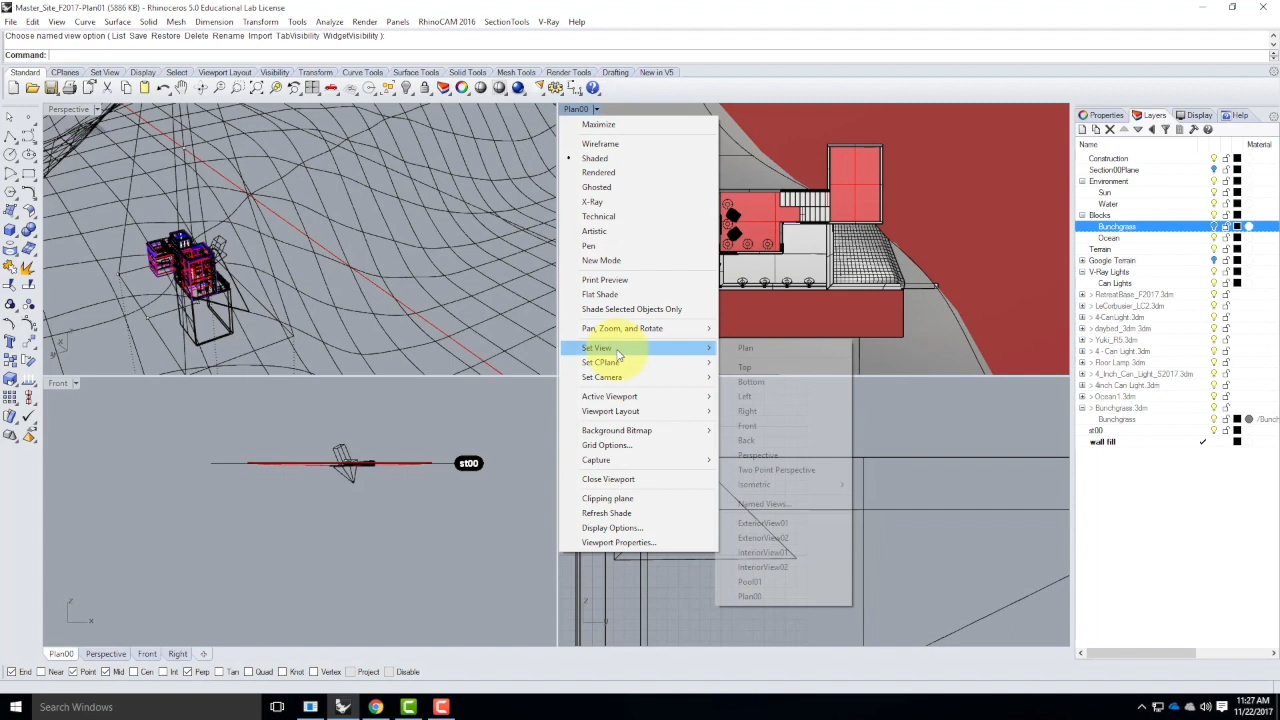 Master_Site_F2017-Plan01 (5886 KB) - Rhinoceros 5.0 Educational Lab License
File Edit View Curve Surface Solid Mesh Dimension Transform Tools Analyze Render Panels RhinoCAM 2016 SectionTools V-Ray Help
Choose named view option ( List Save Restore Delete Rename Import TabVisibility WidgetVisibility ):
Command:
Standard CPlanes Set View Display Select Viewport Layout Visibility Transform Curve Tools Surface Tools Solid Tools Mesh Tools Render Tools Drafting New in V5
Perspective
Plan00
Maximize
Wireframe
Shaded
Rendered
Ghosted
X-Ray
Technical
Artistic
Pen
New Mode
Print Preview
Flat Shade
Shade Selected Objects Only
Pan, Zoom, and Rotate
Set View
Set CPlane
Set Camera
Active Viewport
Viewport Layout
Background Bitmap
Grid Options...
Capture
Close Viewport
Clipping plane
Refresh Shade
Display Options...
Viewport Properties...
Plan
Top
Bottom
Left
Right
Front
Back
Perspective
Two Point Perspective
Isometric
Named Views...
ExteriorView01
ExteriorView02
InteriorView01
InteriorView02
Pool01
Plan00
Properties Layers Display Help
Name Material
Construction
Section00Plane
Environment
Sun
Water
Blocks
Bunchgrass
Ocean
Terrain
Google Terrain
V-Ray Lights
Can Lights
> RetreatBase_F2017.3dm
> LeCorbusier_LC2.3dm
> 4-CanLight.3dm
> daybed_3dm.3dm
> Yuki_R5.3dm
> 4 - Can Light.3dm
> Floor Lamp.3dm
> 4_Inch_Can_Light_S2017.3dm
> 4inch Can Light.3dm
> Ocean1.3dm
> Bunchgrass.3dm
Bunchgrass /Bunch
st00
wall fill
Front
st00
z
x
Plan00 Perspective Front Right
End Near Point Mid Cen Int Perp Tan Quad Knot Vertex Project Disable
Search Windows
11:27 AM
11/22/2017